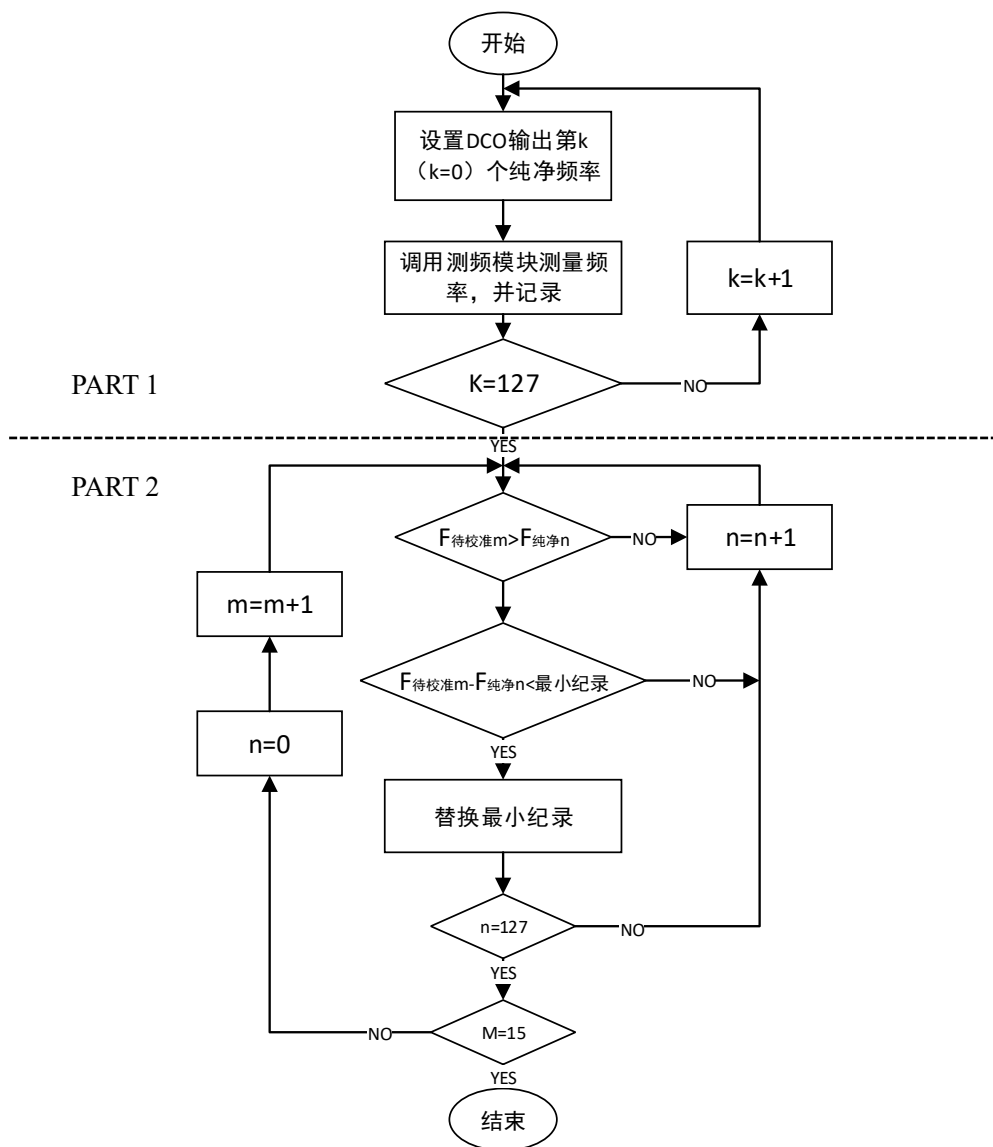 开始
设置DCO输出第k
（k=0）个纯净频率
调用测频模块测量频
率，并记录
k=k+1
K=127
NO
PART 1
YES
PART 2
F待校准m>F纯净n
NO
n=n+1
m=m+1
F待校准m-F纯净n<最小纪录
NO
n=0
YES
替换最小纪录
n=127
NO
YES
M=15
NO
YES
结束